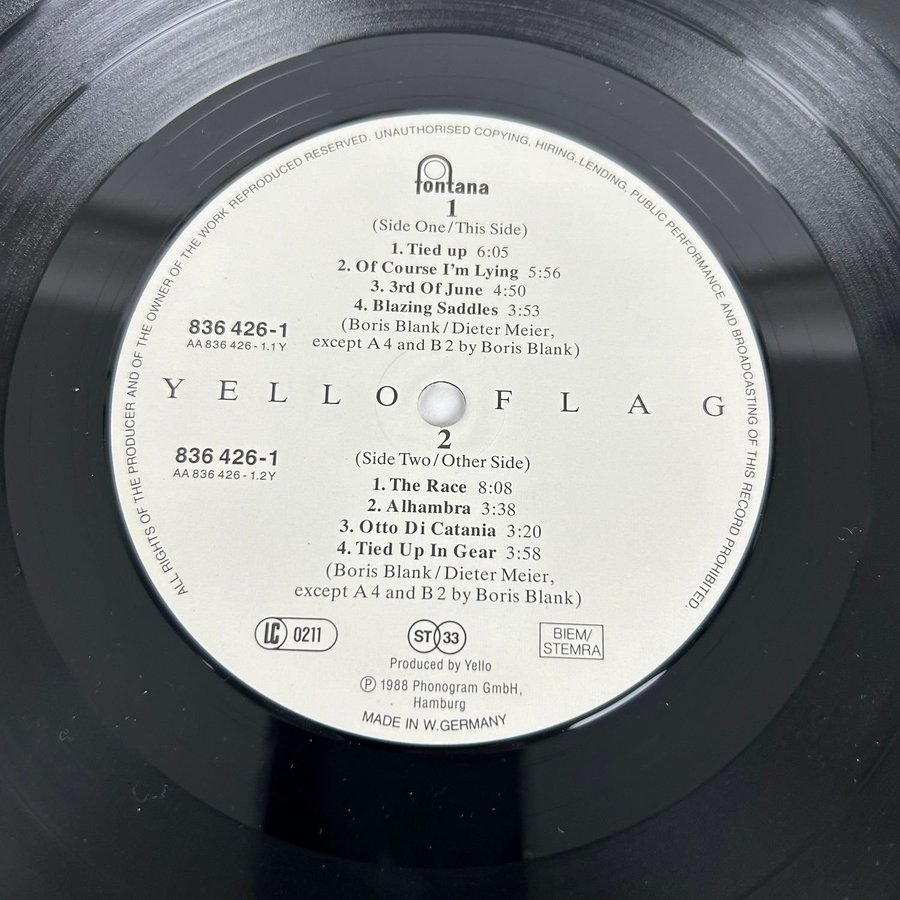 ALL RIGHTS OF THE PRODUCER AND OF THE OWNER OF THE WORK REPRODUCED RESERVED. UNAUTHORISED COPYING, HIRING, LENDING, PUBLIC PERFORMANCE AND BROADCASTING OF THIS RECORD PROHIBITED.
fontana
1
(Side One/This Side)
1. Tied up 6:05
2. Of Course I'm Lying 5:56
3. 3rd Of June 4:50
4. Blazing Saddles 3:53
(Boris Blank/Dieter Meier,
except A 4 and B 2 by Boris Blank)
836 426-1
AA 836 426 - 1.1 Y
YELLO FLAG
2
(Side Two/Other Side)
836 426-1
AA 836 426 - 1.2 Y
1. The Race 8:08
2. Alhambra 3:38
3. Otto Di Catania 3:20
4. Tied Up In Gear 3:58
(Boris Blank/Dieter Meier,
except A 4 and B 2 by Boris Blank)
LC 0211
ST 33
BIEM/
STEMRA
Produced by Yello
Ⓟ 1988 Phonogram GmbH,
Hamburg
MADE IN W.GERMANY